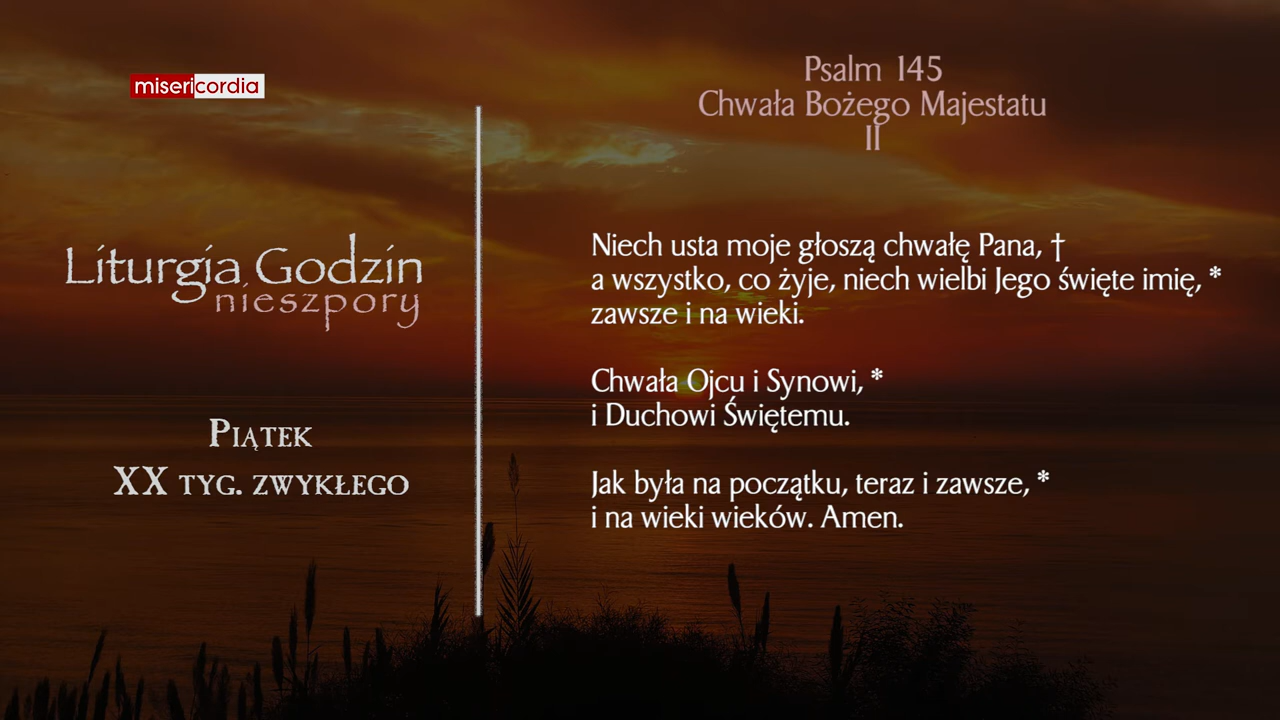 misericordia
Liturgia Godzin
nieszpory
Piątek
XX tyg. zwykłego
Psalm 145
Chwała Bożego Majestatu
II
Niech usta moje głoszą chwałę Pana, †
a wszystko, co żyje, niech wielbi Jego święte imię, *
zawsze i na wieki.
Chwała Ojcu i Synowi, *
i Duchowi Świętemu.
Jak była na początku, teraz i zawsze, *
i na wieki wieków. Amen.